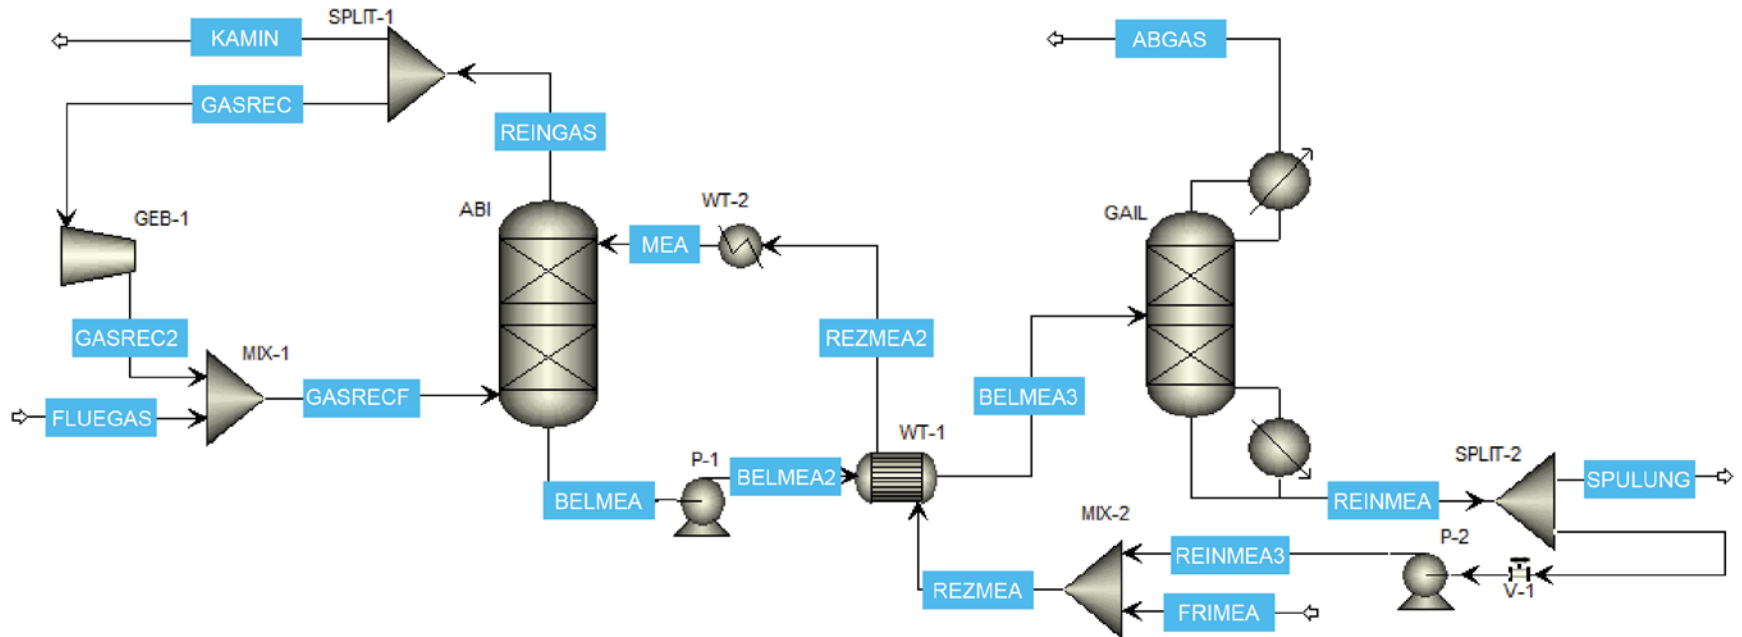 SPLIT-1
KAMIN
ABGAS
GASREC
REINGAS
GEB-1
ABI
WT-2
GAIL
MEA
GASREC2
MIX-1
REZMEA2
GASRECF
BELMEA3
FLUEGAS
WT-1
P-1
BELMEA2
SPLIT-2
SPULUNG
BELMEA
REINMEA
MIX-2
P-2
REINMEA3
REZMEA
V-1
FRIMEA